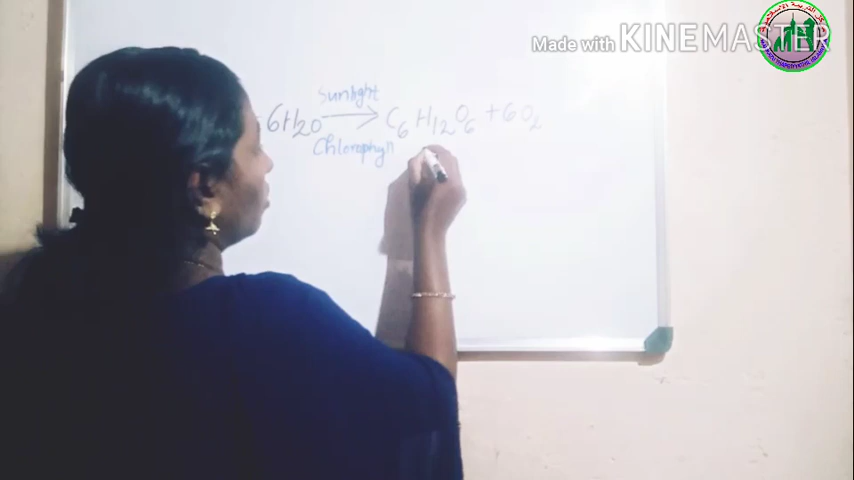 Made with KINEMASTER
Sunlight
+ 6H2O → C6H12O6 + 6O2
Chlorophyll